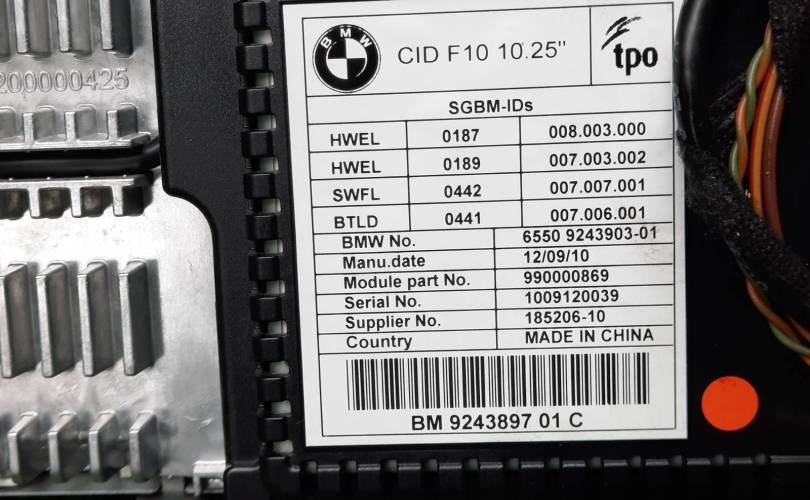 200000425
BMW
CID F10 10.25"
tpo
SGBM-IDs
HWEL 0187 008.003.000
HWEL 0189 007.003.002
SWFL 0442 007.007.001
BTLD 0441 007.006.001
BMW No. 6550 9243903-01
Manu.date 12/09/10
Module part No. 990000869
Serial No. 1009120039
Supplier No. 185206-10
Country MADE IN CHINA
BM 9243897 01 C